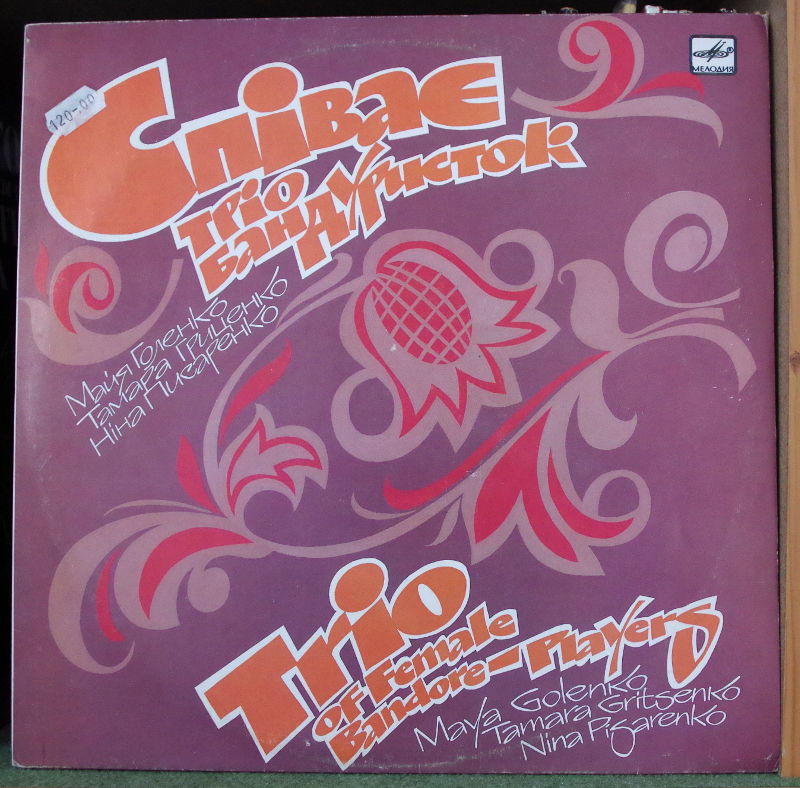 120-.00
МЕЛОДИЯ
Співає
тріо
бандуристок
Майя Голенко
Тамара Гриценко
Ніна Писаренко
Trio
of Female
Bandore-Players
Maya Golenko
Tamara Gritsenko
Nina Pisarenko